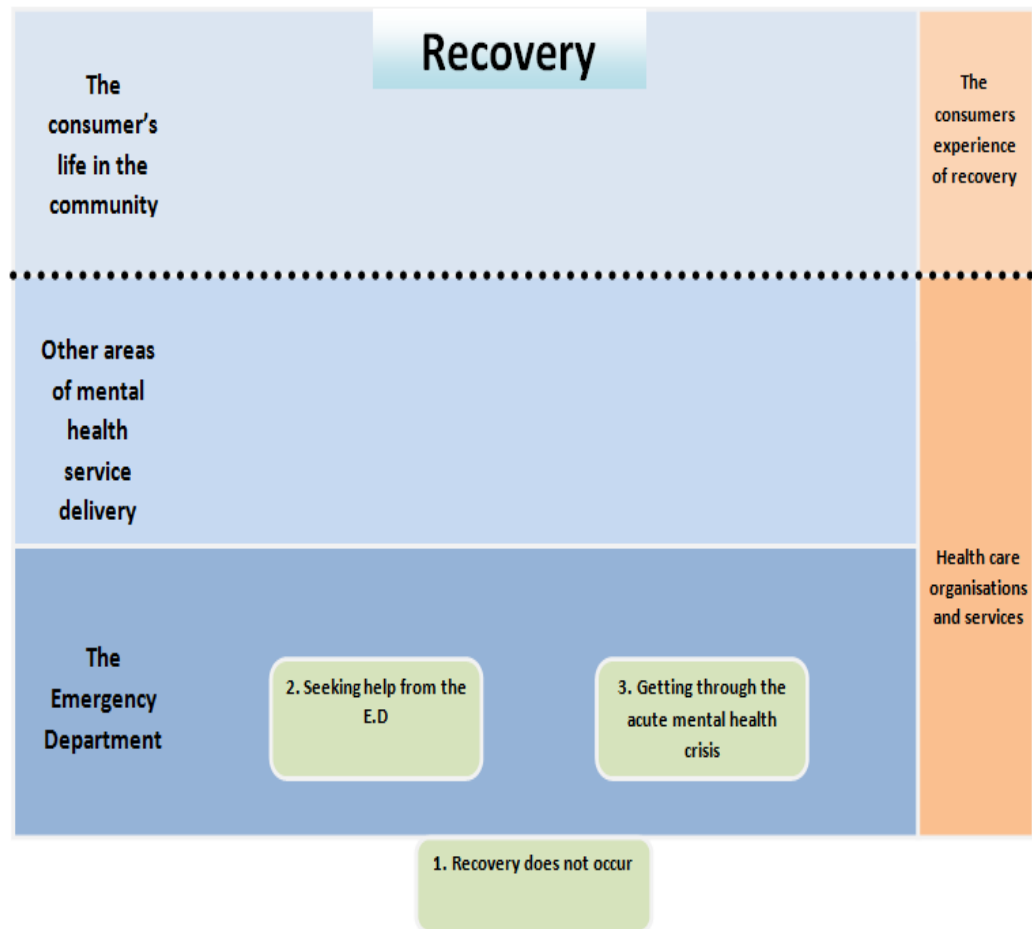 Recovery
The
consumer's
life in the
community
The
consumers
experience
of recovery
Other areas
of mental
health
service
delivery
Health care
organisations
and services
The
Emergency
Department
2. Seeking help from the
E.D
3. Getting through the
acute mental health
crisis
1. Recovery does not occur